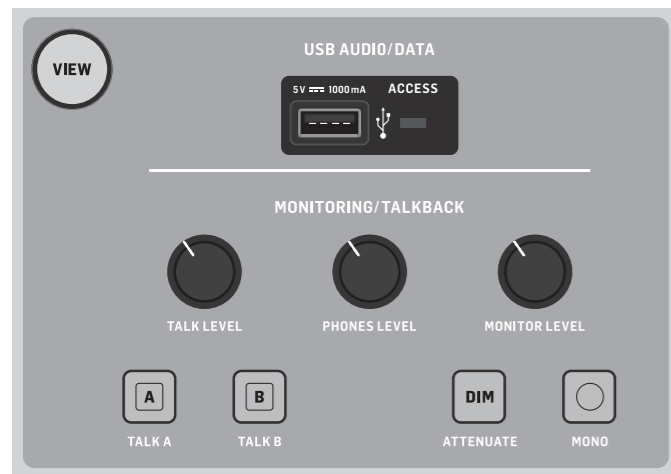 VIEW
USB AUDIO/DATA
5V 1000mA ACCESS
MONITORING/TALKBACK
TALK LEVEL PHONES LEVEL MONITOR LEVEL
A B DIM
TALK A TALK B ATTENUATE MONO